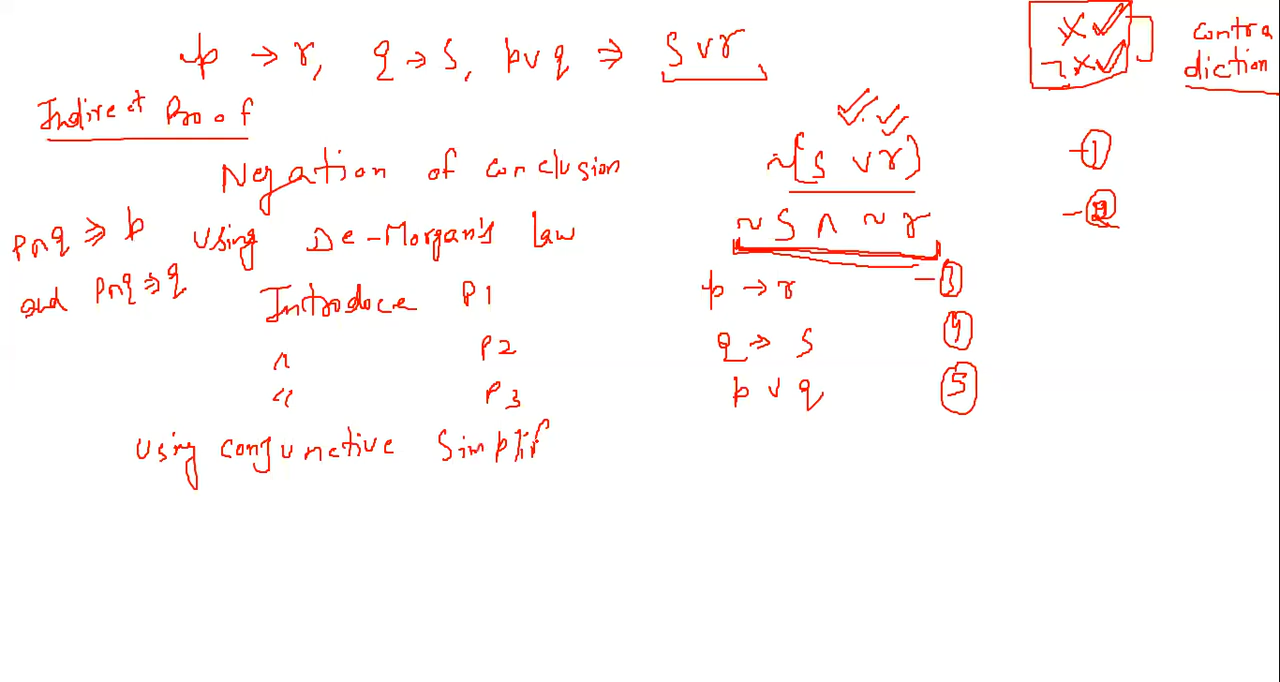 p → r, q → s, p∨q ⇒ s∨r
x ✓
¬x ✓
contra
diction
Indirect Proof
Negation of conclusion ~(s ∨ r) -①
p∧q ⇒ p using De-Morgan's law ~s ∧ ~r -②
and p∧q ⇒ q Introduce P1 p → r -③
" P2 q → s ④
" P3 p ∨ q ⑤
using conjunctive simplif